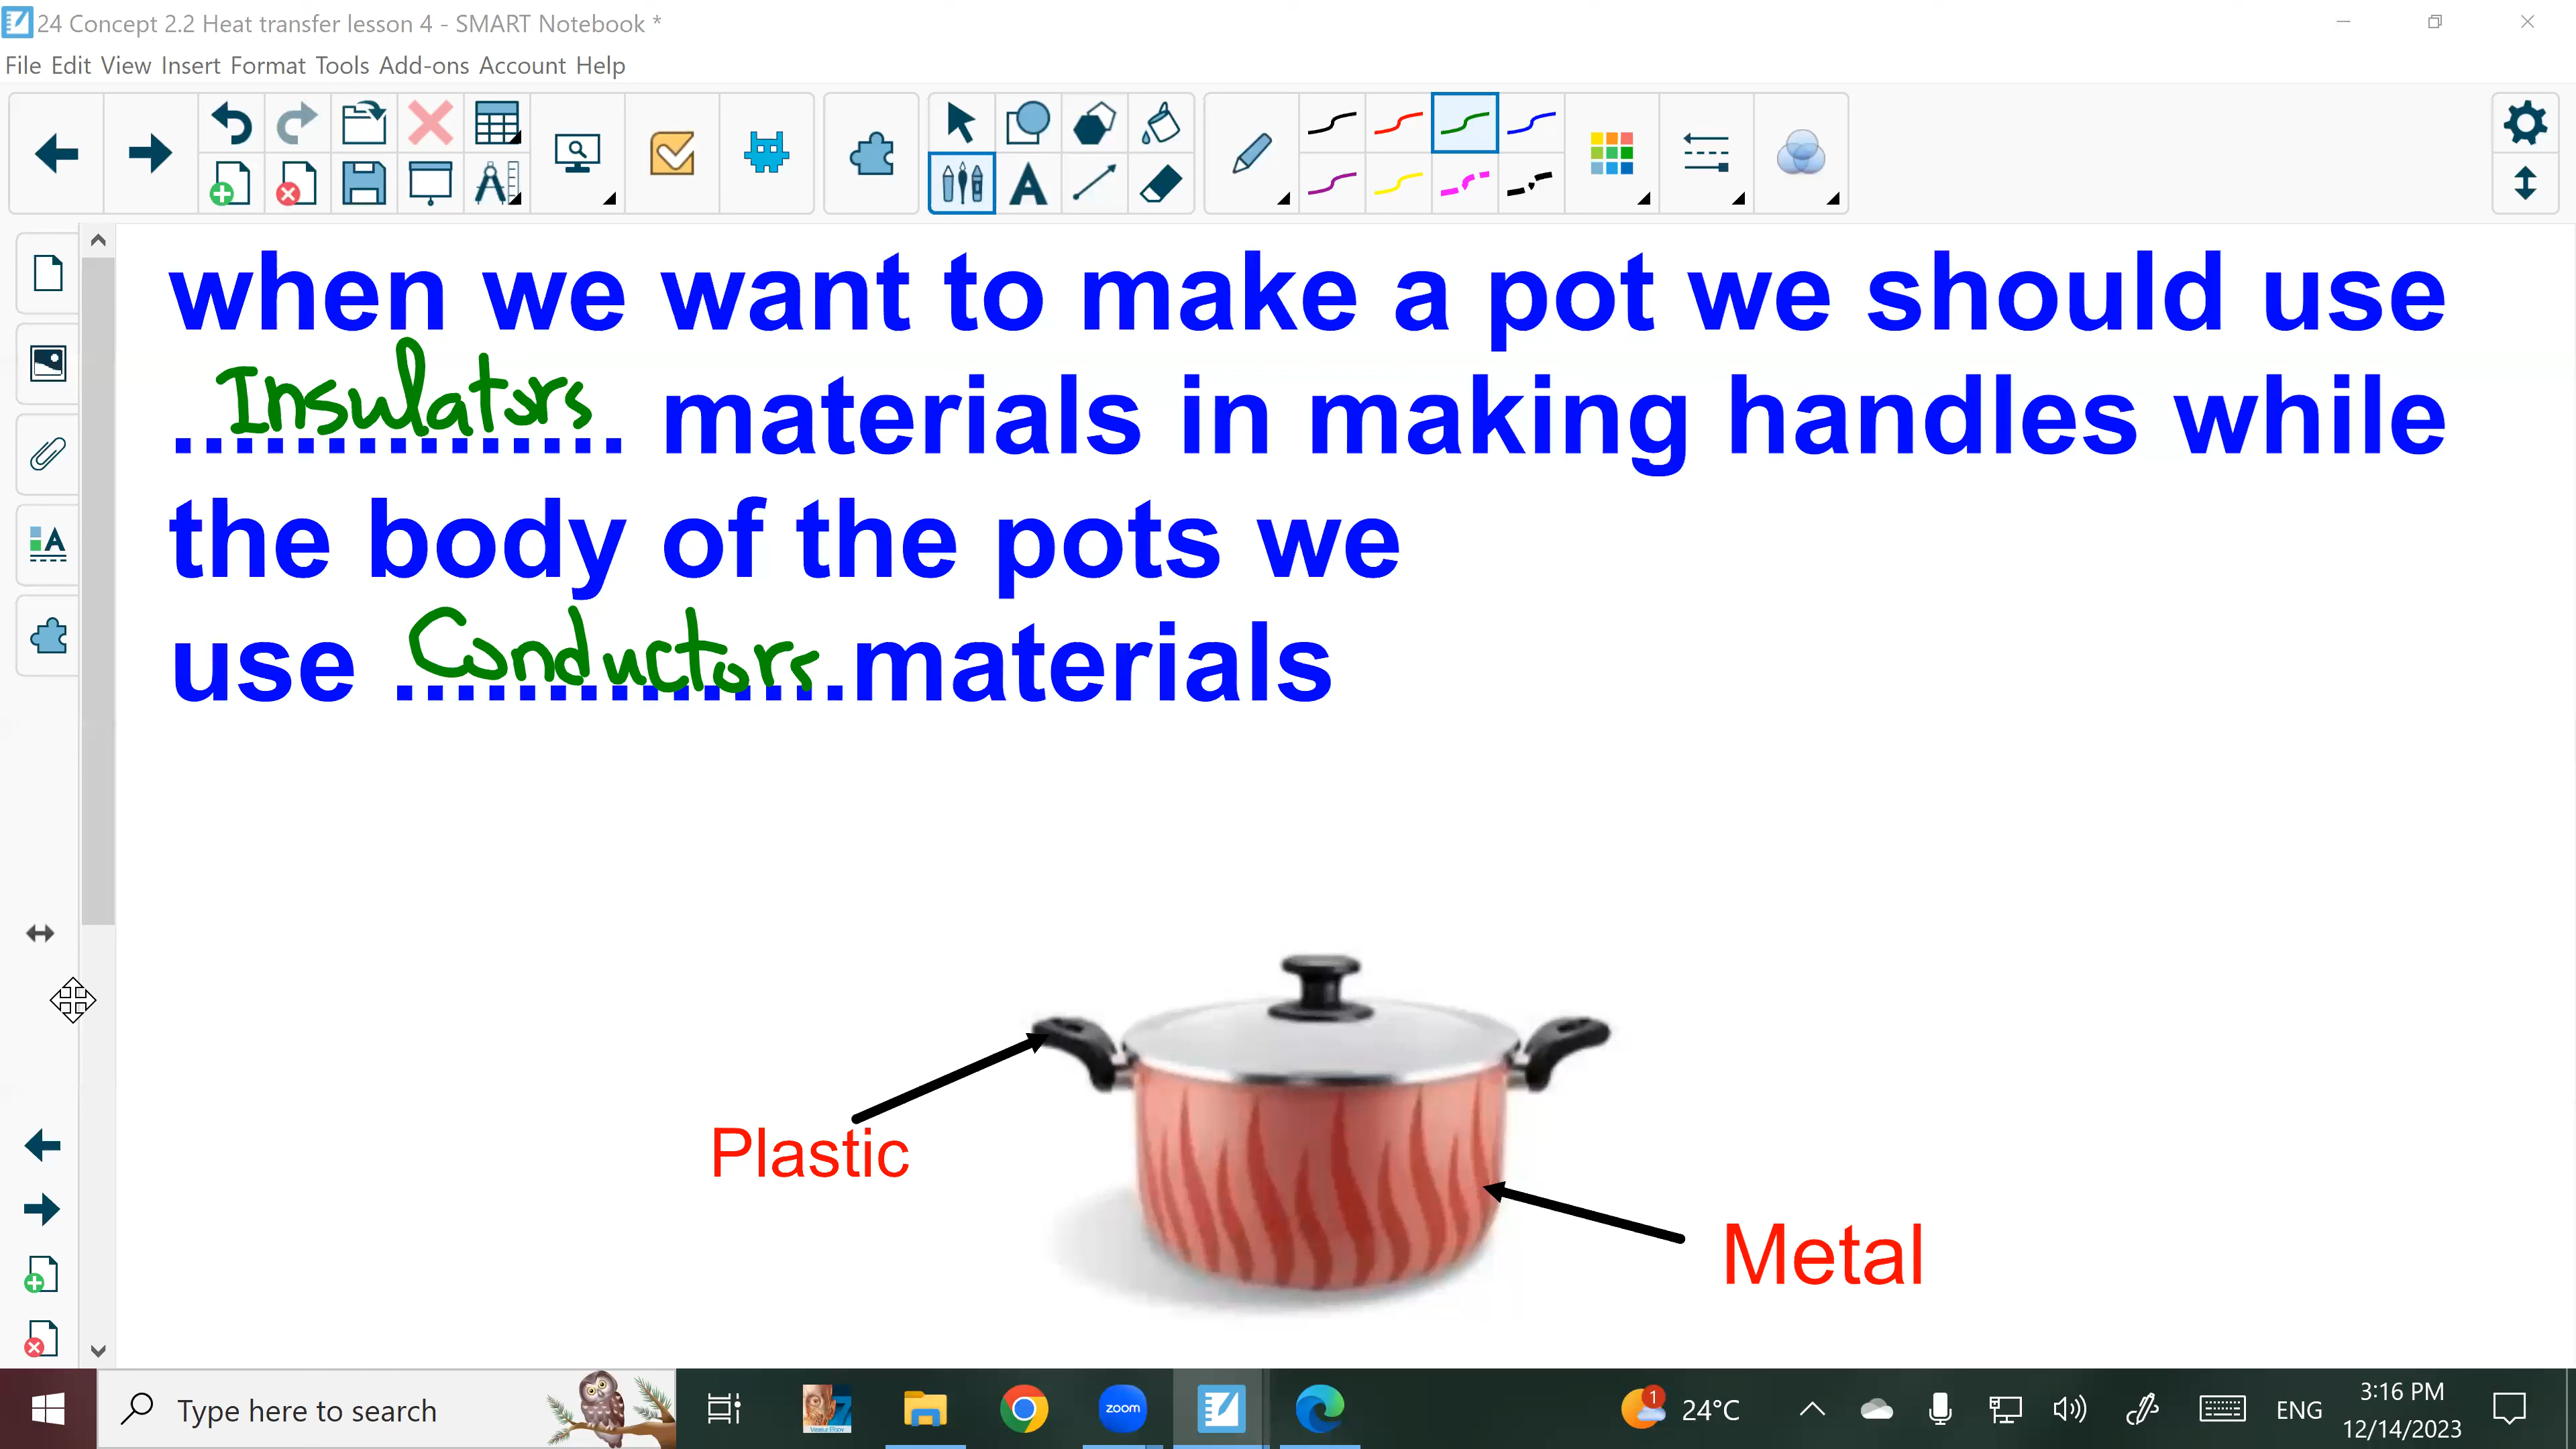 24 Concept 2.2 Heat transfer lesson 4 - SMART Notebook *
File Edit View Insert Format Tools Add-ons Account Help
when we want to make a pot we should use
Insulators ............... materials in making handles while
the body of the pots we
use Conductors ...............materials
Plastic
Metal
Type here to search
zoom
1
24°C
ENG
3:16 PM
12/14/2023